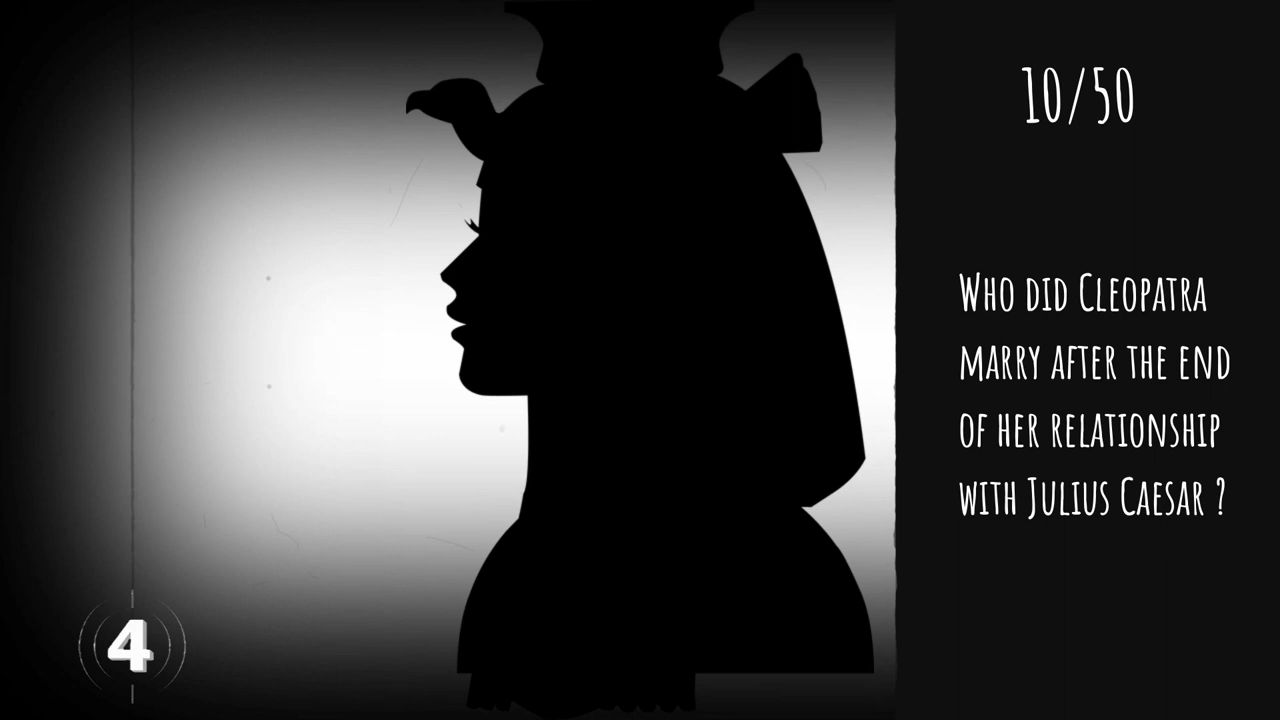 10/50
Who did Cleopatra
marry after the end
of her relationship
with Julius Caesar ?
4